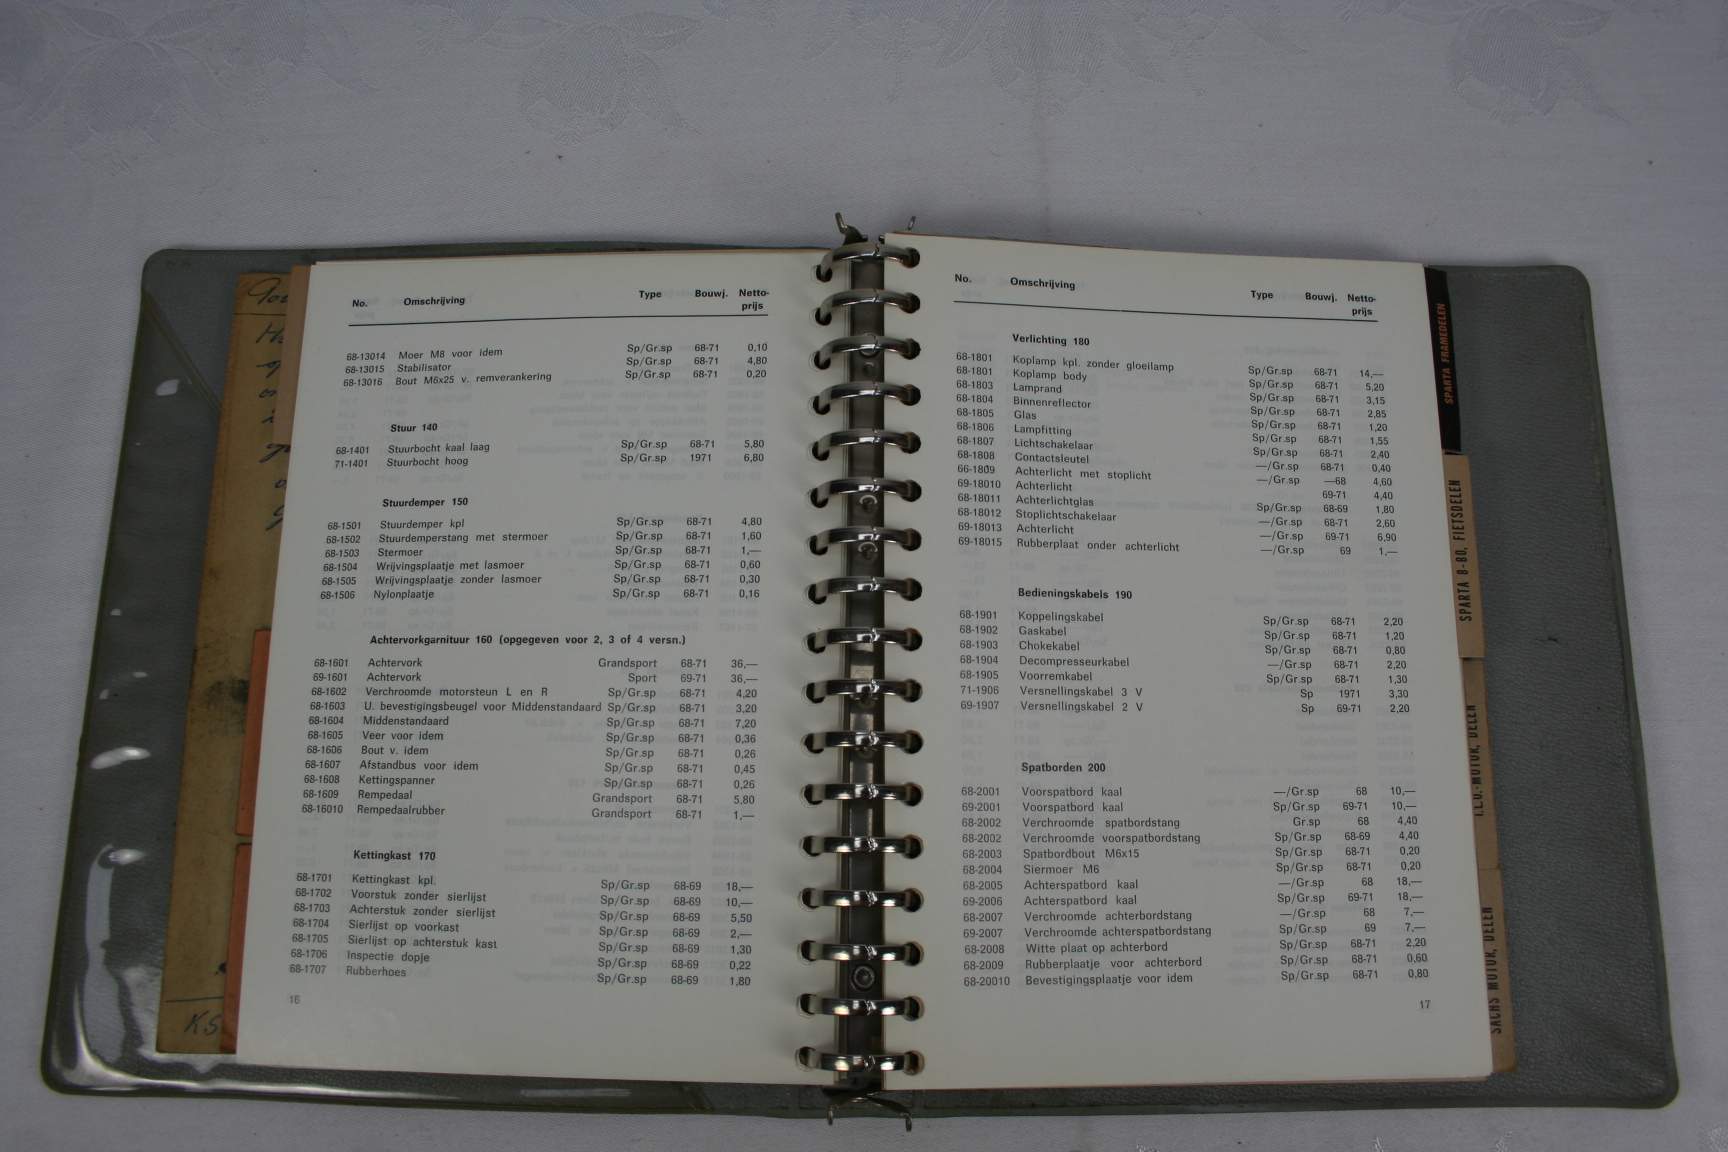 No. Omschrijving Type Bouwj. Netto-
prijs
68-13014 Moer M8 voor idem Sp/Gr.sp 68-71 0,10
68-13015 Stabilisator Sp/Gr.sp 68-71 4,80
68-13016 Bout M6x25 v. remverankering Sp/Gr.sp 68-71 0,20
Stuur 140
68-1401 Stuurbocht kaal laag Sp/Gr.sp 68-71 5,80
71-1401 Stuurbocht hoog Sp/Gr.sp 1971 6,80
Stuurdemper 150
68-1501 Stuurdemper kpl Sp/Gr.sp 68-71 4,80
68-1502 Stuurdemperstang met stermoer Sp/Gr.sp 68-71 1,60
68-1503 Stermoer Sp/Gr.sp 68-71 1,—
68-1504 Wrijvingsplaatje met lasmoer Sp/Gr.sp 68-71 0,60
68-1505 Wrijvingsplaatje zonder lasmoer Sp/Gr.sp 68-71 0,30
68-1506 Nylonplaatje Sp/Gr.sp 68-71 0,16
Achtervorkgarnituur 160 (opgegeven voor 2, 3 of 4 versn.)
68-1601 Achtervork Grandsport 68-71 36,—
69-1601 Achtervork Sport 69-71 36,—
68-1602 Verchroomde motorsteun L en R Sp/Gr.sp 68-71 4,20
68-1603 U. bevestigingsbeugel voor Middenstandaard Sp/Gr.sp 68-71 3,20
68-1604 Middenstandaard Sp/Gr.sp 68-71 7,20
68-1605 Veer voor idem Sp/Gr.sp 68-71 0,36
68-1606 Bout v. idem Sp/Gr.sp 68-71 0,26
68-1607 Afstandbus voor idem Sp/Gr.sp 68-71 0,45
68-1608 Kettingspanner Sp/Gr.sp 68-71 0,26
68-1609 Rempedaal Grandsport 68-71 5,80
68-16010 Rempedaalrubber Grandsport 68-71 1,—
Kettingkast 170
68-1701 Kettingkast kpl. Sp/Gr.sp 68-69 18,—
68-1702 Voorstuk zonder sierlijst Sp/Gr.sp 68-69 10,—
68-1703 Achterstuk zonder sierlijst Sp/Gr.sp 68-69 5,50
68-1704 Sierlijst op voorkast Sp/Gr.sp 68-69 2,—
68-1705 Sierlijst op achterstuk kast Sp/Gr.sp 68-69 1,30
68-1706 Inspectie dopje Sp/Gr.sp 68-69 0,22
68-1707 Rubberhoes Sp/Gr.sp 68-69 1,80
16
No. Omschrijving Type Bouwj. Netto-
prijs
Verlichting 180
68-1801 Koplamp kpl. zonder gloeilamp Sp/Gr.sp 68-71 14,—
68-1801 Koplamp body Sp/Gr.sp 68-71 5,20
68-1803 Lamprand Sp/Gr.sp 68-71 3,15
68-1804 Binnenreflector Sp/Gr.sp 68-71 2,85
68-1805 Glas Sp/Gr.sp 68-71 1,20
68-1806 Lampfitting Sp/Gr.sp 68-71 1,55
68-1807 Lichtschakelaar Sp/Gr.sp 68-71 2,40
68-1808 Contactsleutel —/Gr.sp 68-71 0,40
66-1809 Achterlicht met stoplicht —/Gr.sp —68 4,60
69-18010 Achterlicht 69-71 4,40
68-18011 Achterlichtglas Sp/Gr.sp 68-69 1,80
68-18012 Stoplichtschakelaar —/Gr.sp 68-71 2,60
69-18013 Achterlicht —/Gr.sp 69-71 6,90
69-18015 Rubberplaat onder achterlicht —/Gr.sp 69 1,—
Bedieningskabels 190
68-1901 Koppelingskabel Sp/Gr.sp 68-71 2,20
68-1902 Gaskabel Sp/Gr.sp 68-71 1,20
68-1903 Chokekabel Sp/Gr.sp 68-71 0,80
68-1904 Decompresseurkabel —/Gr.sp 68-71 2,20
68-1905 Voorremkabel Sp/Gr.sp 68-71 1,30
71-1906 Versnellingskabel 3 V Sp 1971 3,30
69-1907 Versnellingskabel 2 V Sp 69-71 2,20
Spatborden 200
68-2001 Voorspatbord kaal —/Gr.sp 68 10,—
69-2001 Voorspatbord kaal Sp/Gr.sp 69-71 10,—
68-2002 Verchroomde spatbordstang Gr.sp 68 4,40
68-2002 Verchroomde voorspatbordstang Sp/Gr.sp 68-69 4,40
68-2003 Spatbordbout M6x15 Sp/Gr.sp 68-71 0,20
68-2004 Siermoer M6 Sp/Gr.sp 68-71 0,20
68-2005 Achterspatbord kaal —/Gr.sp 68 18,—
69-2006 Achterspatbord kaal Sp/Gr.sp 69-71 18,—
68-2007 Verchroomde achterbordstang —/Gr.sp 68 7,—
69-2007 Verchroomde achterspatbordstang Sp/Gr.sp 69 7,—
68-2008 Witte plaat op achterbord Sp/Gr.sp 68-71 2,20
68-2009 Rubberplaatje voor achterbord Sp/Gr.sp 68-71 0,60
68-20010 Bevestigingsplaatje voor idem Sp/Gr.sp 68-71 0,80
17
SPARTA FRAMEDELEN
SPARTA 8-80, FIETSDELEN
I.L.O.-MOTOR, DELEN
SACHS MOTOR, DELEN